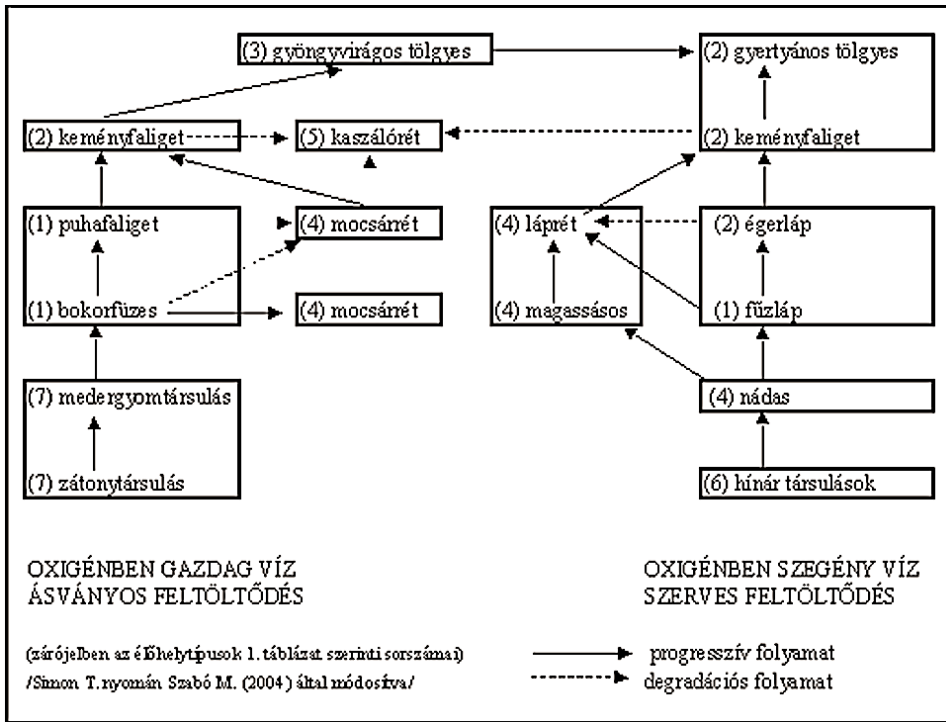 (3) gyöngyvirágos tölgyes
(2) gyertyános tölgyes
(2) keményfaliget
(5) kaszálórét
(2) keményfaliget
(1) puhafaliget
(4) mocsárrét
(4) láprét
(2) égerláp
(1) bokorfüzes
(4) mocsárrét
(4) magassásos
(1) fűzláp
(7) medergyomtársulás
(4) nádas
(7) zátonytársulás
(6) hínár társulások
OXIGÉNBEN GAZDAG VÍZ
ÁSVÁNYOS FELTÖLTŐDÉS
OXIGÉNBEN SZEGÉNY VÍZ
SZERVES FELTÖLTŐDÉS
(zárójelben az élőhelytípusok 1. táblázat szerinti sorszámai)
/Simon T. nyomán Szabó M. (2004) által módosítva/
progresszív folyamat
degradációs folyamat